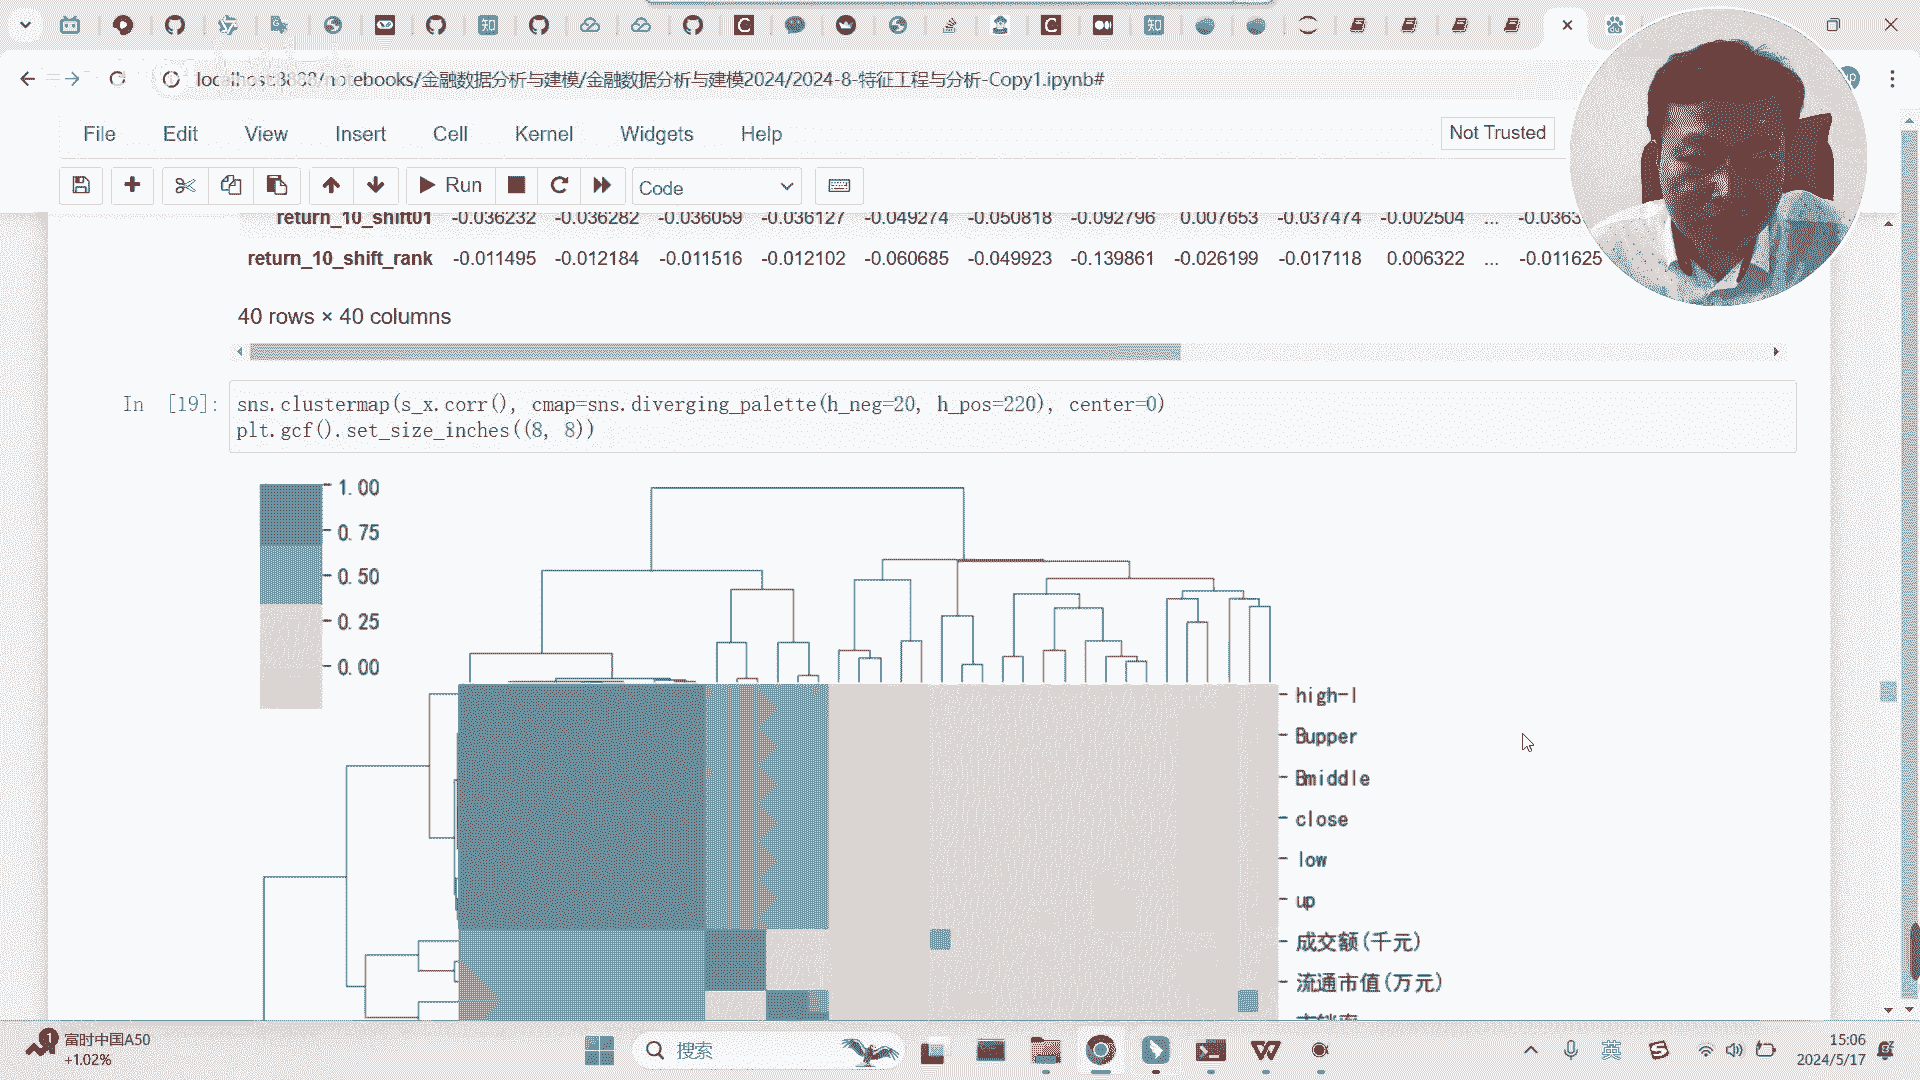 localhost:8888/notebooks/金融数据分析与建模/金融数据分析与建模2024/2024-8-特征工程与分析-Copy1.ipynb#
File Edit View Insert Cell Kernel Widgets Help
Not Trusted
Run
Code
return_10_shift01 -0.036232 -0.036282 -0.036059 -0.036127 -0.049274 -0.050818 -0.092796 0.007653 -0.037474 -0.002504 ...
return_10_shift_rank -0.011495 -0.012184 -0.011516 -0.012102 -0.060685 -0.049923 -0.139861 -0.026199 -0.017118 0.006322 ... -0.011625
40 rows × 40 columns
In [19]:
sns.clustermap(s_x.corr(), cmap=sns.diverging_palette(h_neg=20, h_pos=220), center=0)
plt.gcf().set_size_inches((8, 8))
1.00
0.75
0.50
0.25
0.00
high-l
Bupper
Bmiddle
close
low
up
成交额(千元)
流通市值(万元)
富时中国A50
+1.02%
搜索
英
15:06
2024/5/17